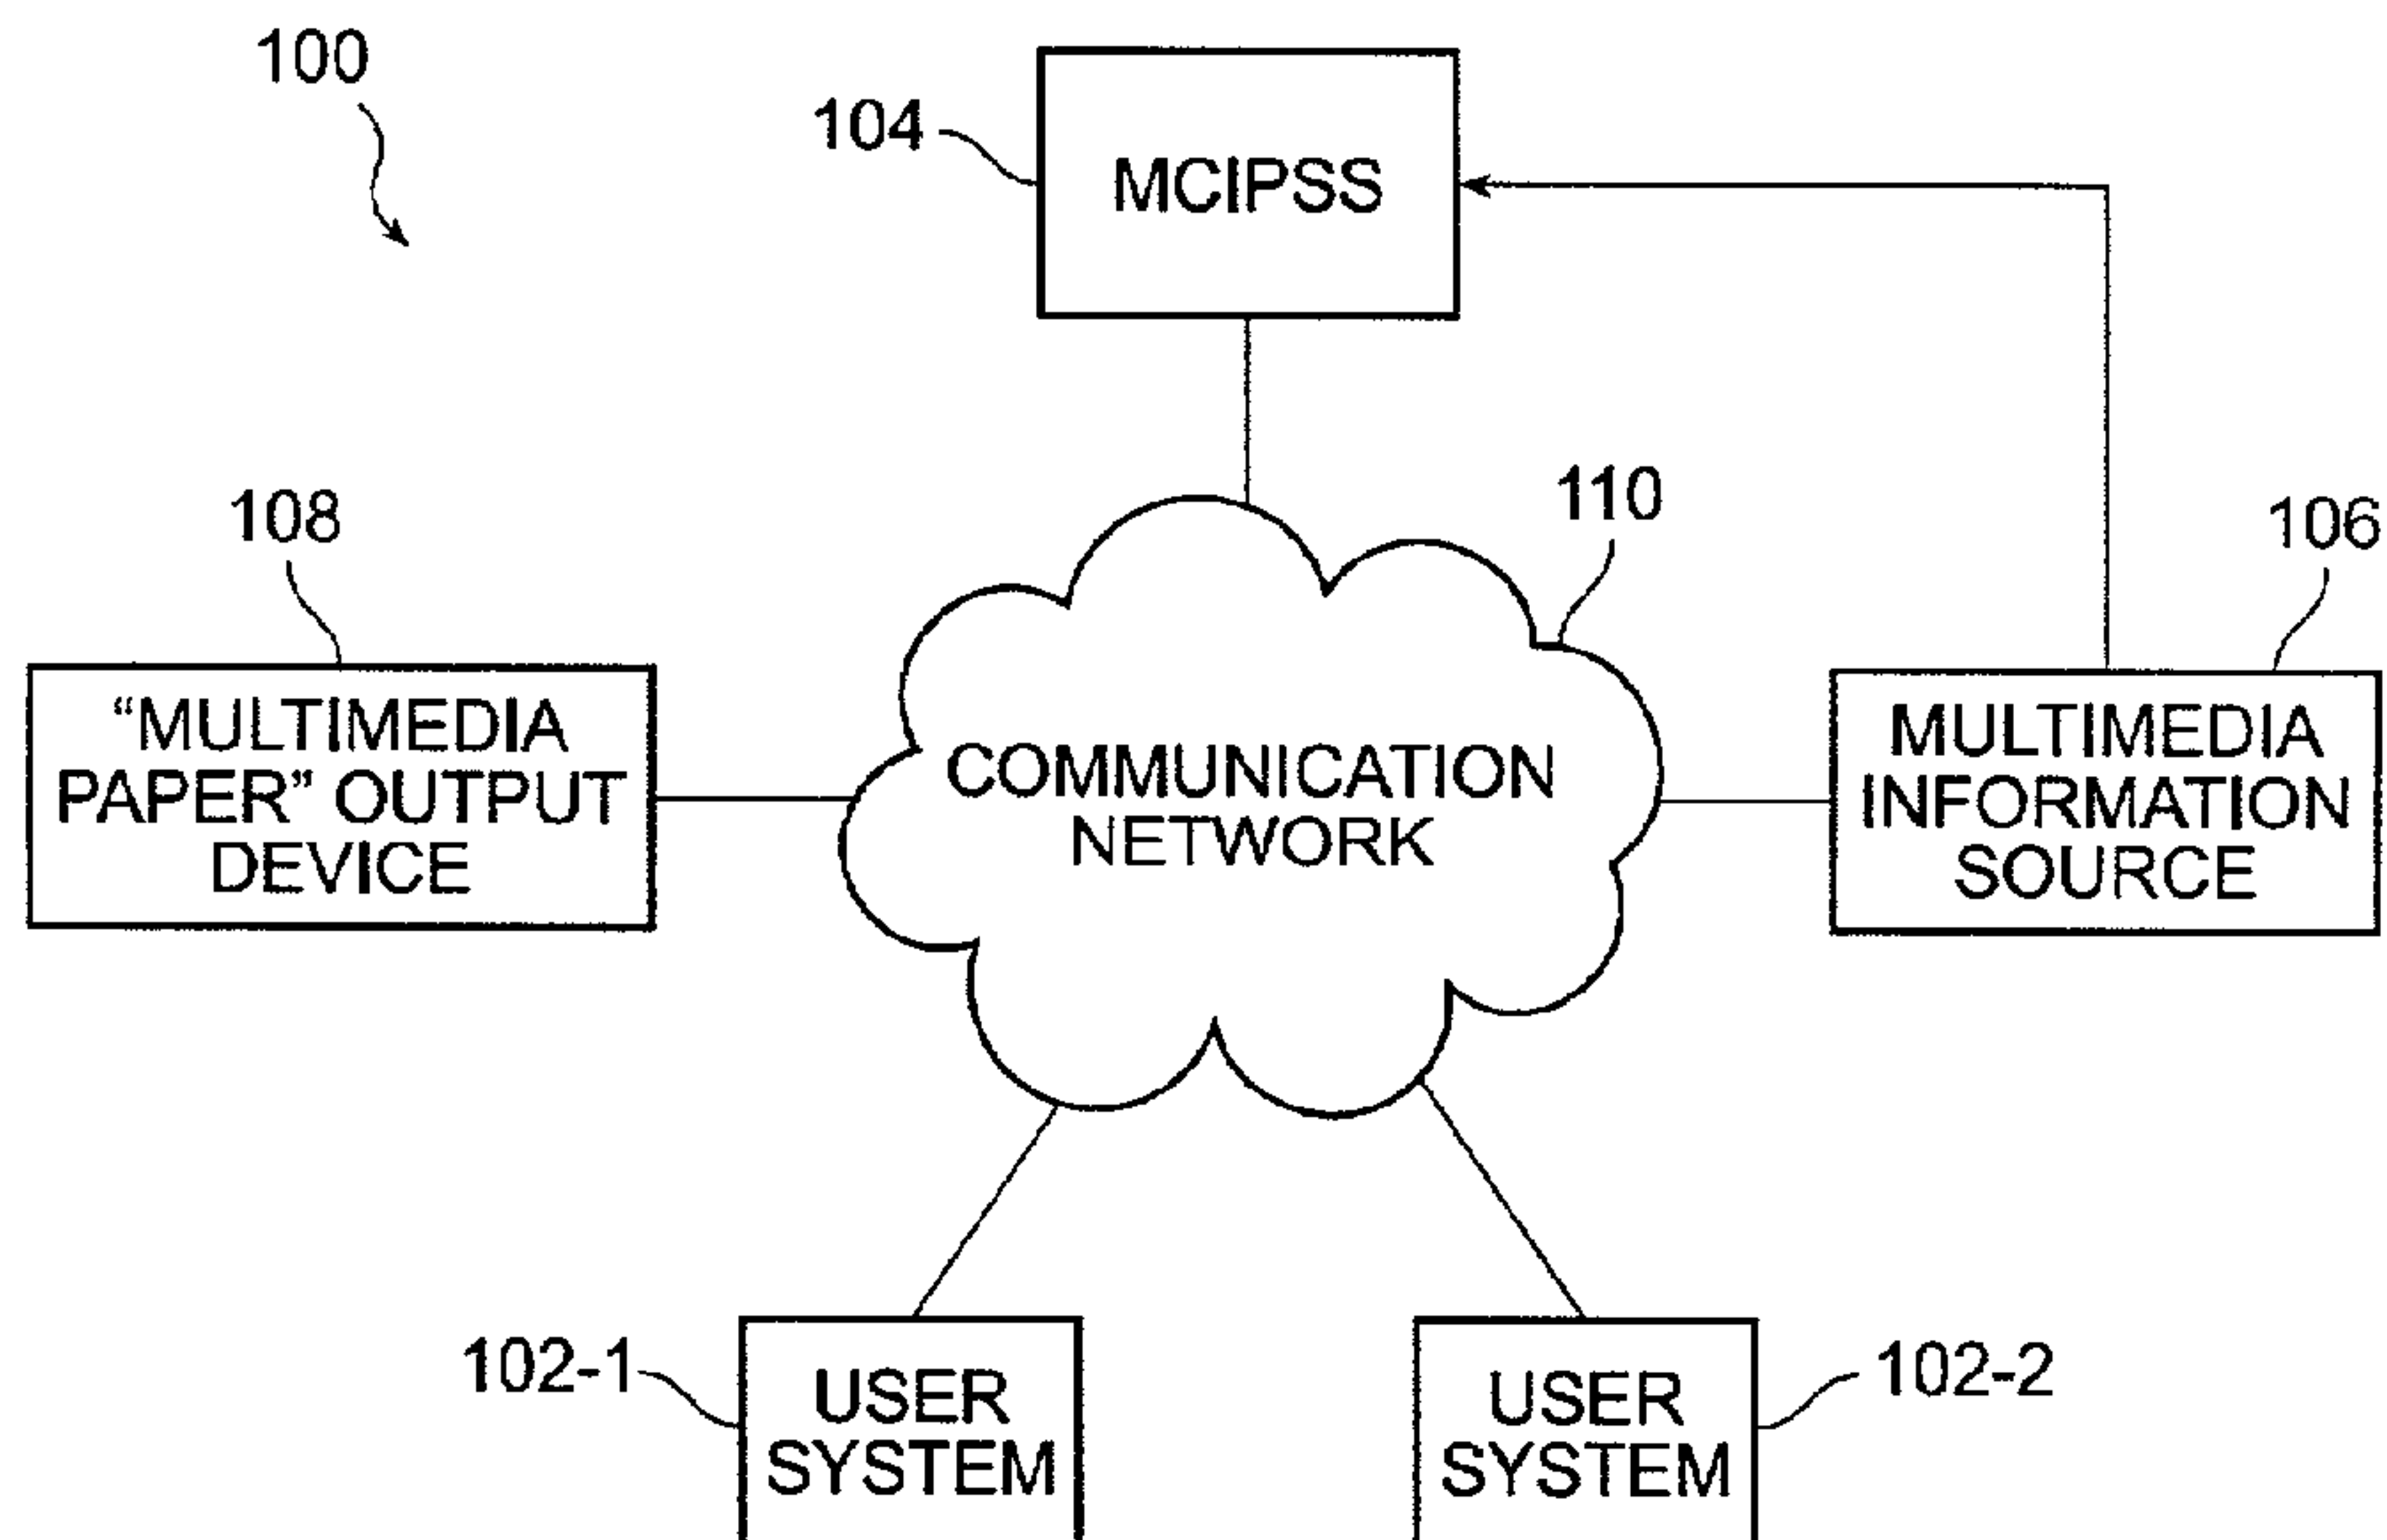 100
104
MCIPSS
108
110
106
“MULTIMEDIA
PAPER” OUTPUT
DEVICE
COMMUNICATION
NETWORK
MULTIMEDIA
INFORMATION
SOURCE
102-1
USER
SYSTEM
USER
SYSTEM
102-2